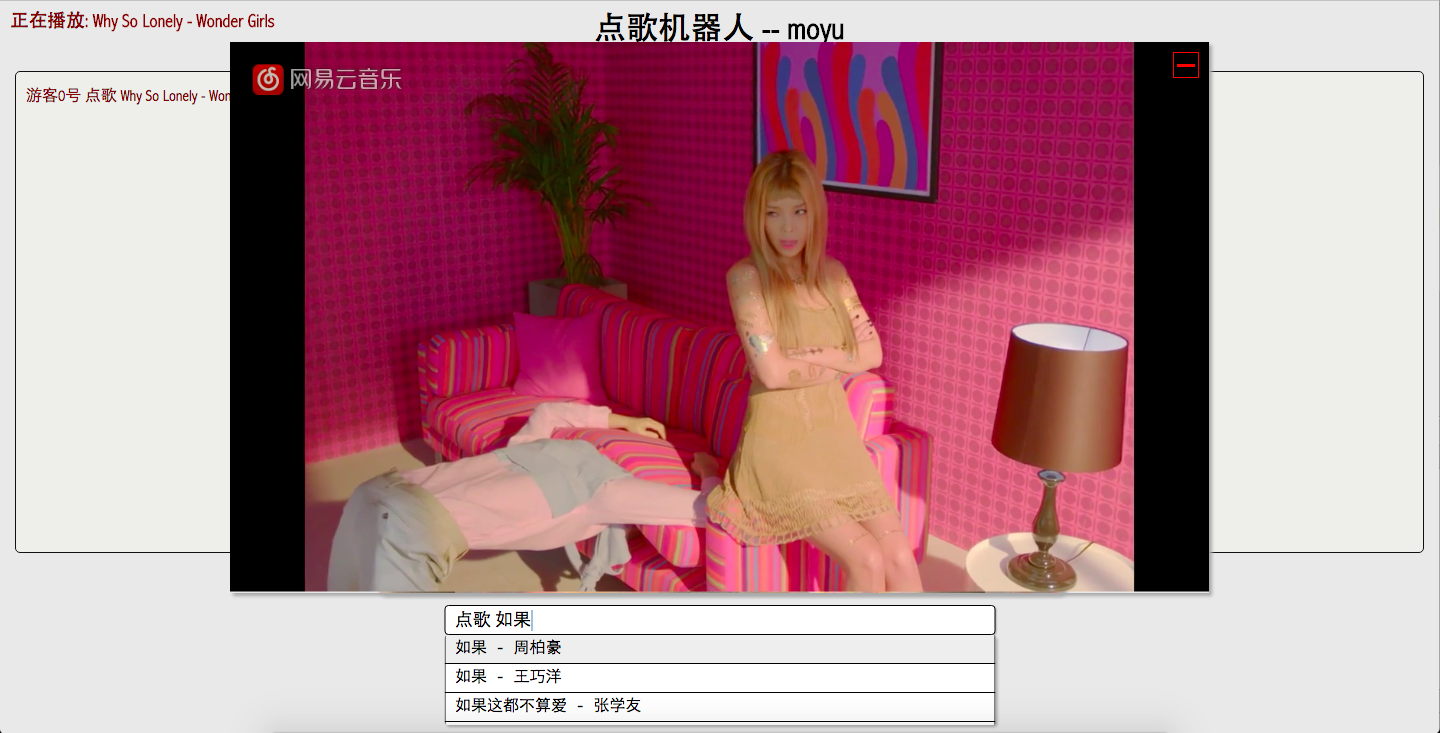 正在播放: Why So Lonely - Wonder Girls
点歌机器人 -- moyu
游客0号 点歌 Why So Lonely - Won
网易云音乐
点歌 如果
如果 - 周柏豪
如果 - 王巧洋
如果这都不算爱 - 张学友